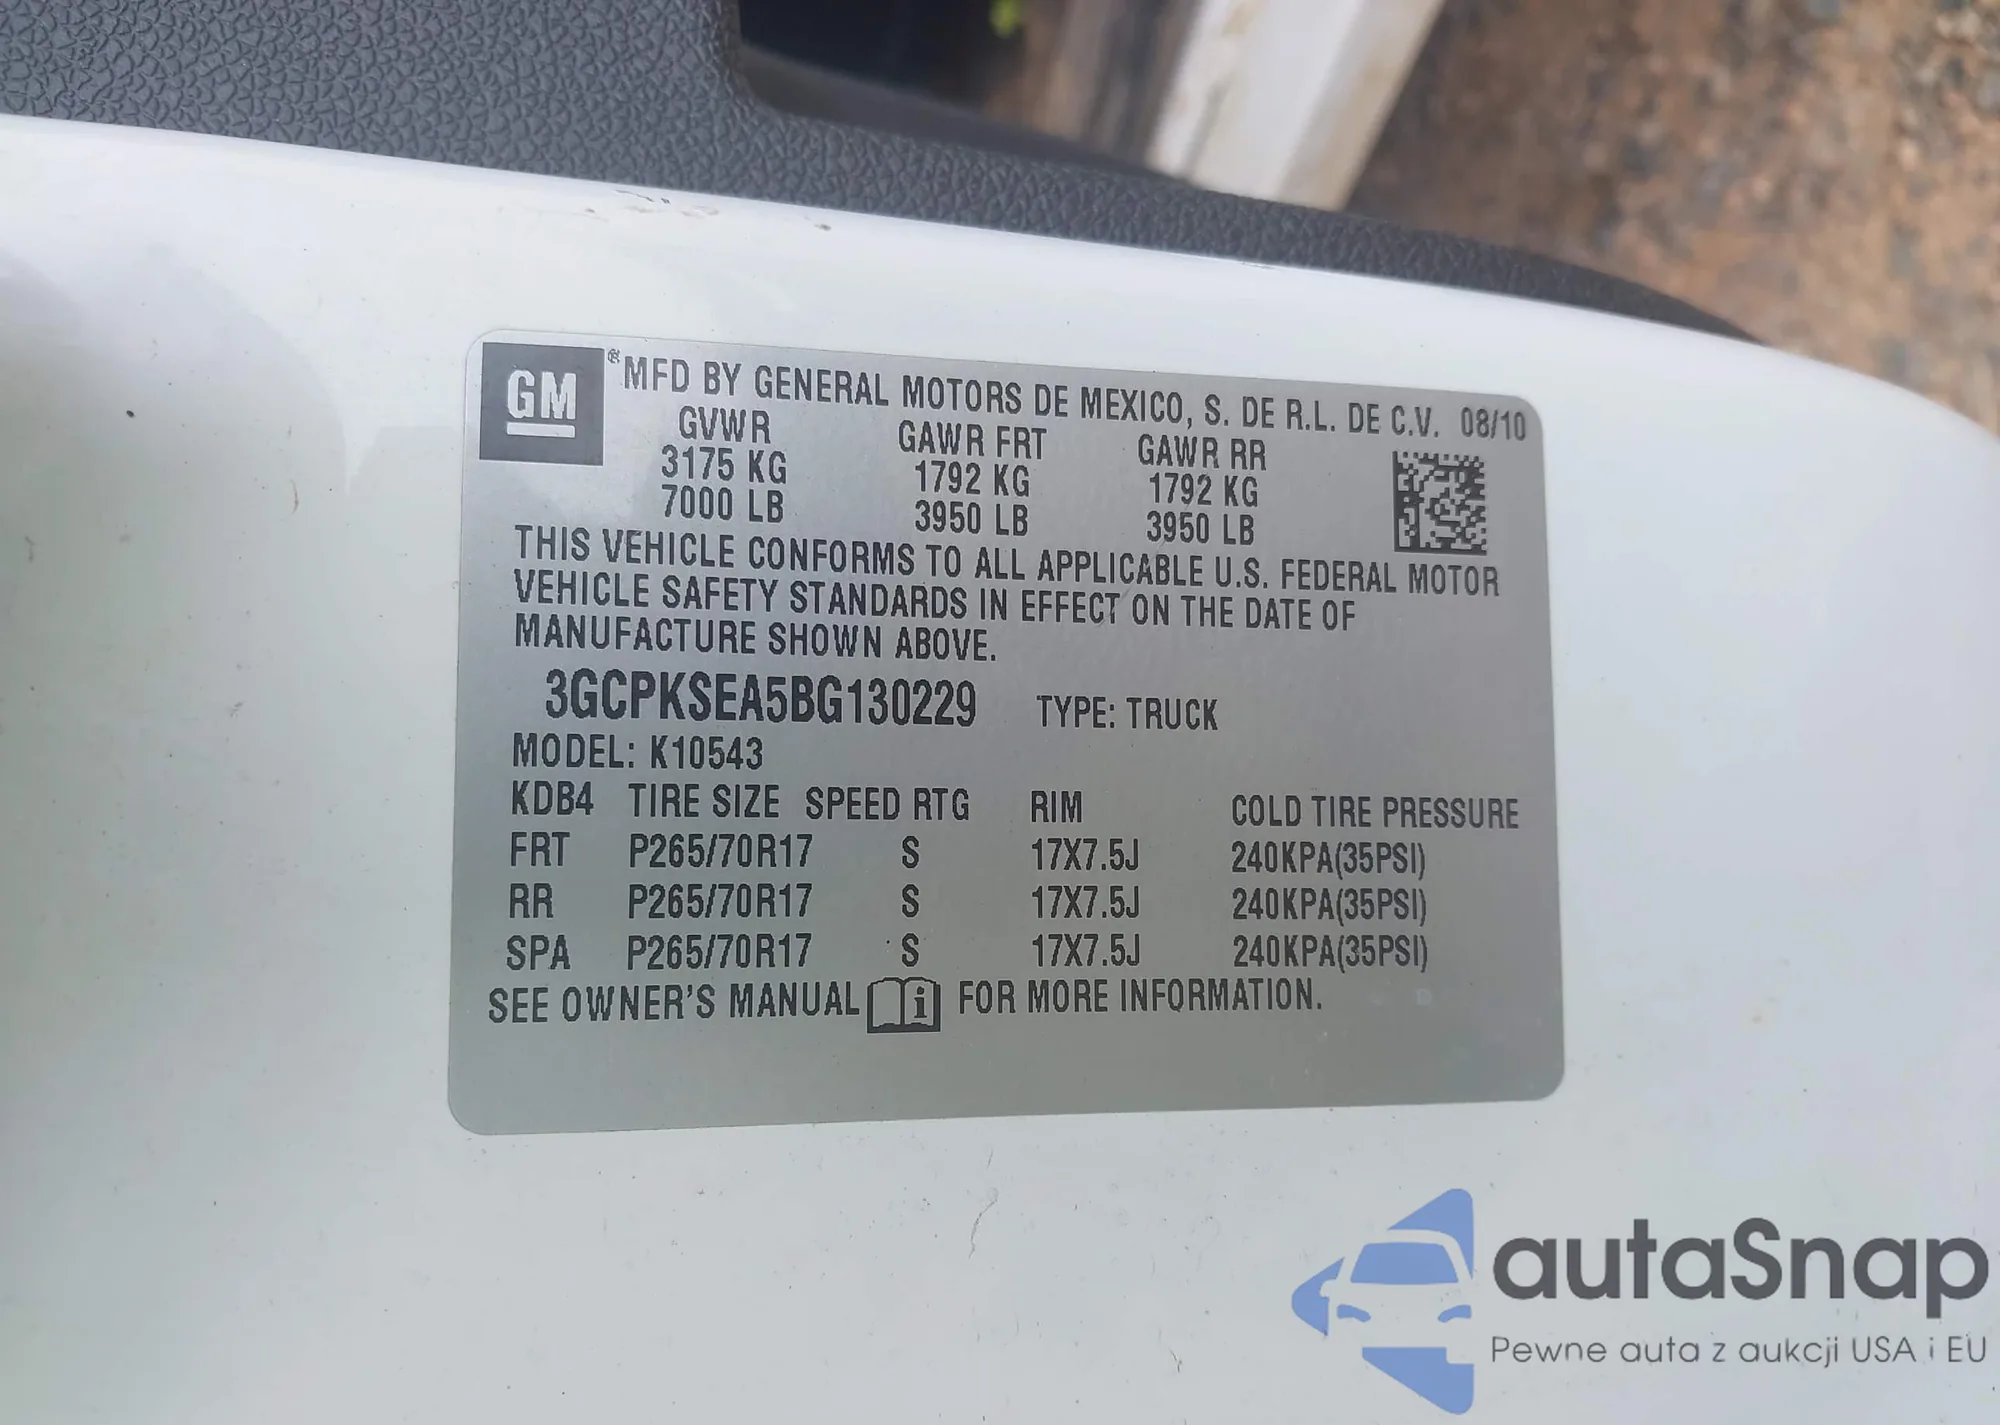 GM ® MFD BY GENERAL MOTORS DE MEXICO, S. DE R.L. DE C.V. 08/10
GVWR GAWR FRT GAWR RR
3175 KG 1792 KG 1792 KG
7000 LB 3950 LB 3950 LB
THIS VEHICLE CONFORMS TO ALL APPLICABLE U.S. FEDERAL MOTOR
VEHICLE SAFETY STANDARDS IN EFFECT ON THE DATE OF
MANUFACTURE SHOWN ABOVE.
3GCPKSEA5BG130229 TYPE: TRUCK
MODEL: K10543
KDB4 TIRE SIZE SPEED RTG RIM COLD TIRE PRESSURE
FRT P265/70R17 S 17X7.5J 240KPA(35PSI)
RR P265/70R17 S 17X7.5J 240KPA(35PSI)
SPA P265/70R17 S 17X7.5J 240KPA(35PSI)
SEE OWNER'S MANUAL i FOR MORE INFORMATION.
autaSnap
Pewne auta z aukcji USA i EU